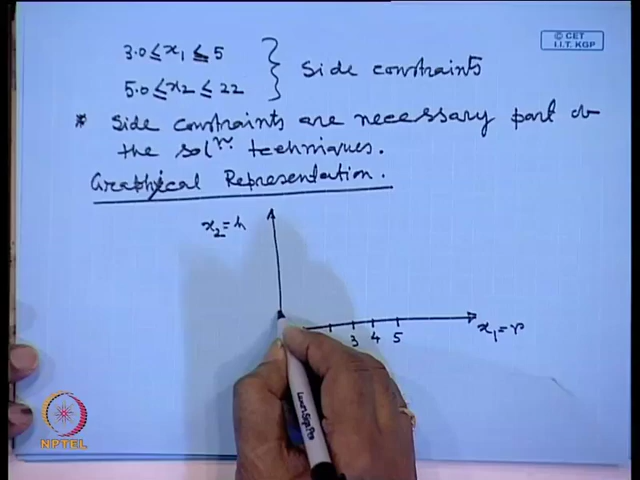 © CET
I.I.T. KGP
3.0 ≤ x₁ ≤ 5
5.0 ≤ x₂ ≤ 22
} Side constraints
* Side constraints are necessary part of
the solⁿ. techniques.
Graphical Representation.
x₂ = h
x₁ = r
3 4 5
NPTEL